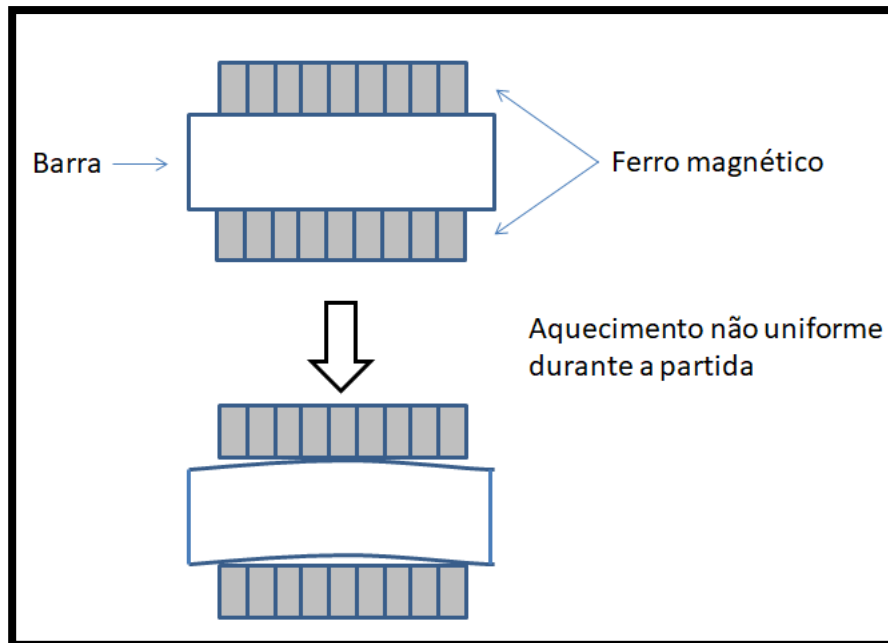 Barra
Ferro magnético
Aquecimento não uniforme
durante a partida